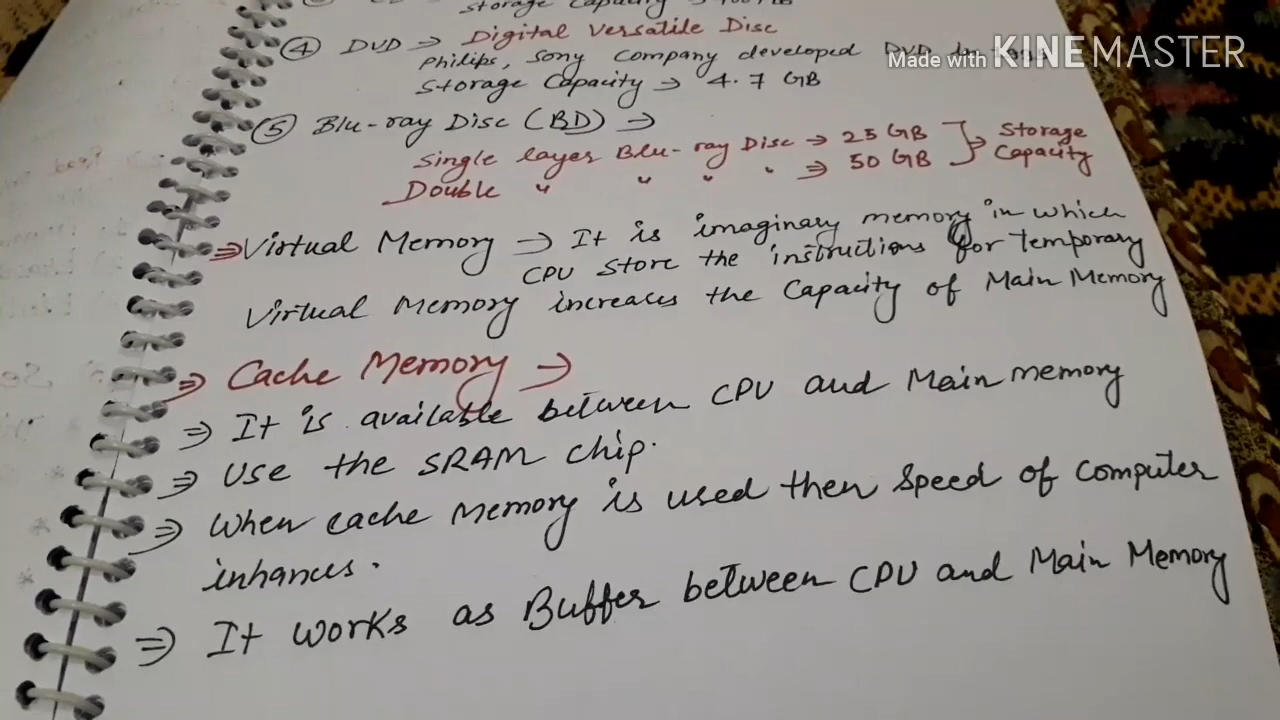 Storage Capacity →
④ DVD → Digital Versatile Disc
Philips, Sony company developed DVD in
Storage Capacity → 4.7 GB
Made with KINEMASTER
⑤ Blu-ray Disc (BD) →
Single layer Blu-ray Disc → 25 GB
Double " " " " ⇒ 50 GB
⇒ Storage
Capacity
⇒ Virtual Memory → It is imaginary memory in which
CPU store the instructions for temporary
Virtual Memory increases the Capacity of Main Memory
⇒ Cache Memory →
⇒ It is available between CPU and Main memory
⇒ Use the SRAM chip.
⇒ When cache Memory is used then speed of computer
inhances.
⇒ It works as Buffer between CPU and Main Memory